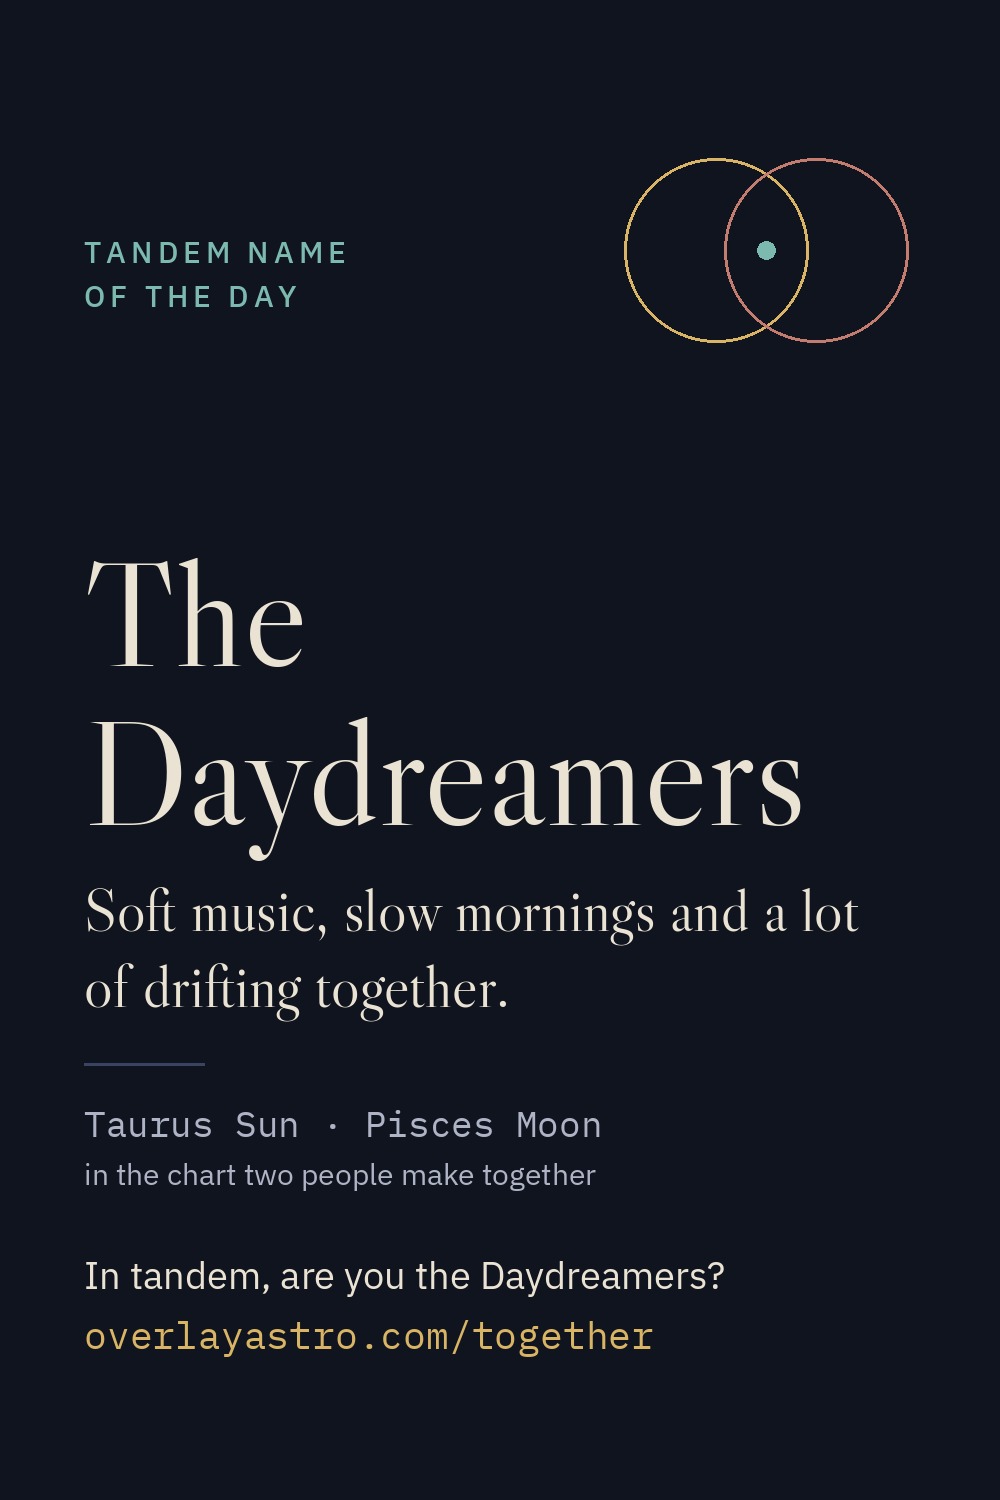 TANDEM NAME
OF THE DAY
The
Daydreamers
Soft music, slow mornings and a lot
of drifting together.
Taurus Sun · Pisces Moon
in the chart two people make together
In tandem, are you the Daydreamers?
overlayastro.com/together